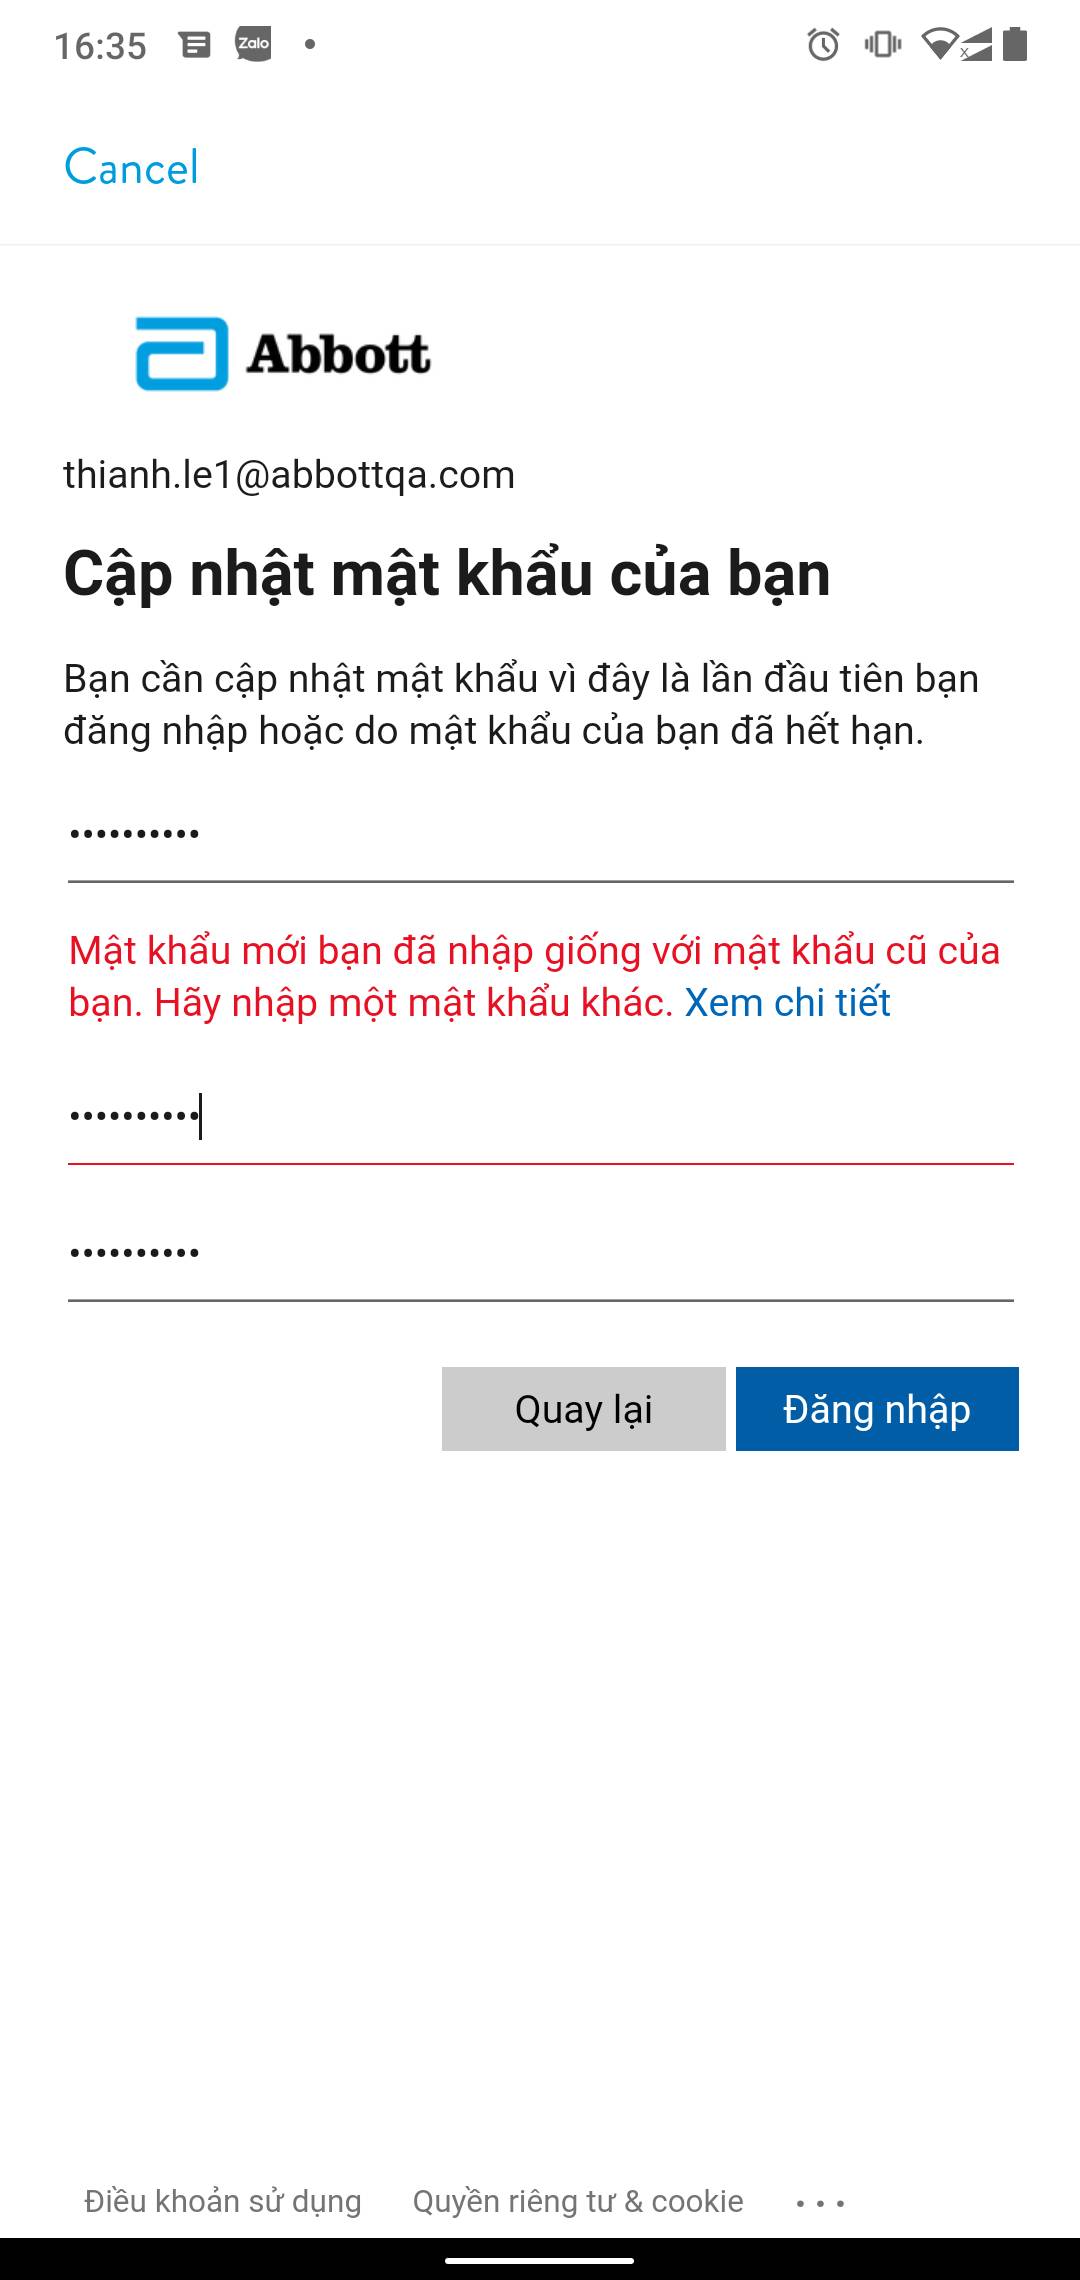 16:35
Zalo
Cancel
Abbott
thianh.le1@abbottqa.com
Cập nhật mật khẩu của bạn
Bạn cần cập nhật mật khẩu vì đây là lần đầu tiên bạn
đăng nhập hoặc do mật khẩu của bạn đã hết hạn.
••••••••••
Mật khẩu mới bạn đã nhập giống với mật khẩu cũ của
bạn. Hãy nhập một mật khẩu khác. Xem chi tiết
••••••••••
••••••••••
Quay lại Đăng nhập
Điều khoản sử dụng Quyền riêng tư & cookie ...